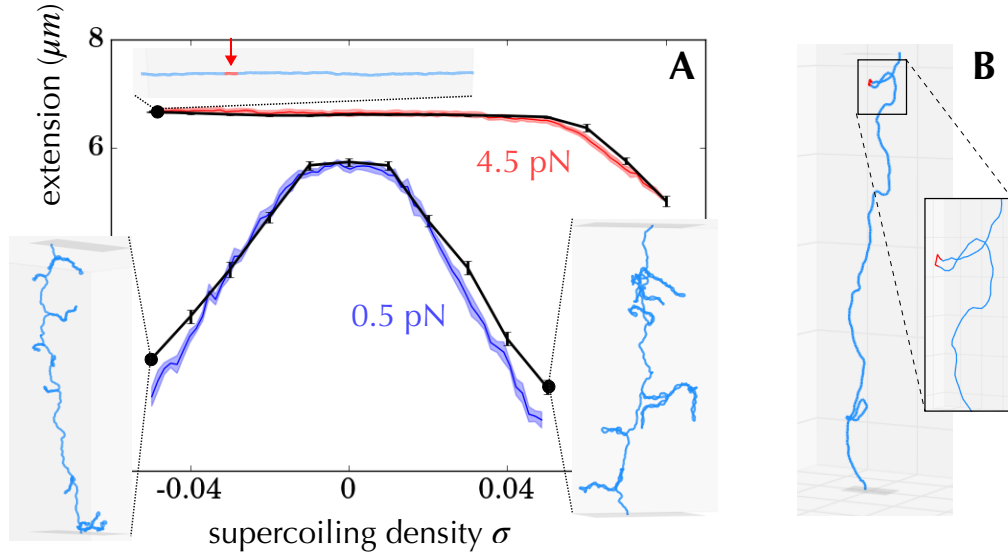 8
6
extension (μm)
A
4.5 pN
0.5 pN
-0.04
0
0.04
supercoiling density σ
B